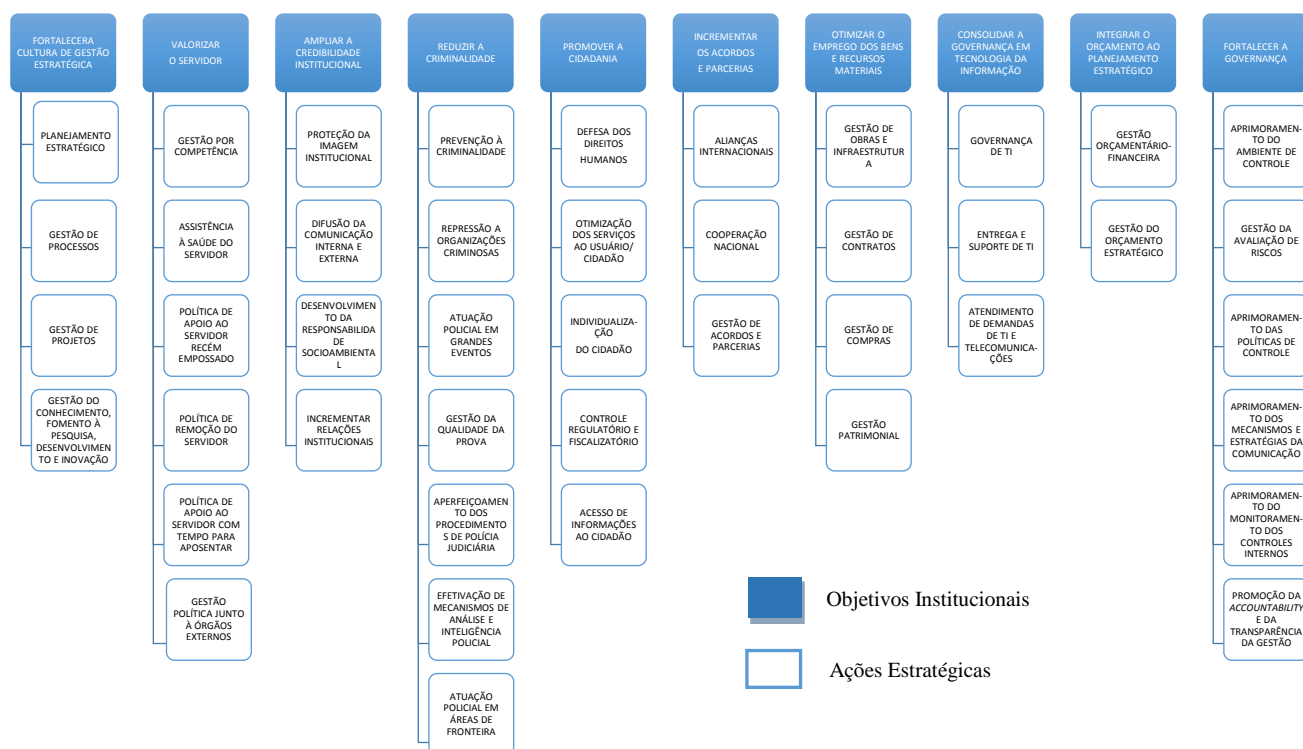 FORTALECERA
CULTURA DE GESTÃO
ESTRATÉGICA
PLANEJAMENTO
ESTRATÉGICO
GESTÃO DE
PROCESSOS
GESTÃO DE
PROJETOS
GESTÃO DO
CONHECIMENTO,
FOMENTO À
PESQUISA,
DESENVOLVIMEN
TO E INOVAÇÃO
VALORIZAR
O SERVIDOR
GESTÃO POR
COMPETÊNCIA
ASSISTÊNCIA
À SAÚDE DO
SERVIDOR
POLÍTICA DE
APOIO AO
SERVIDOR
RECÉM
EMPOSSADO
POLÍTICA DE
REMOÇÃO DO
SERVIDOR
POLÍTICA DE
APOIO AO
SERVIDOR COM
TEMPO PARA
APOSENTAR
GESTÃO
POLÍTICA JUNTO
À ÓRGÃOS
EXTERNOS
AMPLIAR A
CREDIBILIDADE
INSTITUCIONAL
PROTEÇÃO DA
IMAGEM
INSTITUCIONAL
DIFUSÃO DA
COMUNICAÇÃO
INTERNA E
EXTERNA
DESENVOLVIMEN
TO DA
RESPONSABILIDA
DE
SOCIOAMBIENTA
L
INCREMENTAR
RELAÇÕES
INSTITUCIONAIS
REDUZIR A
CRIMINALIDADE
PREVENÇÃO À
CRIMINALIDADE
REPRESSÃO A
ORGANIZAÇÕES
CRIMINOSAS
ATUAÇÃO
POLICIAL EM
GRANDES
EVENTOS
GESTÃO DA
QUALIDADE DA
PROVA
APERFEIÇOAMEN
TO DOS
PROCEDIMENTO
S DE POLÍCIA
JUDICIÁRIA
EFETIVAÇÃO DE
MECANISMOS DE
ANÁLISE E
INTELIGÊNCIA
POLICIAL
ATUAÇÃO
POLICIAL EM
ÁREAS DE
FRONTEIRA
PROMOVER A
CIDADANIA
DEFESA DOS
DIREITOS
HUMANOS
OTIMIZAÇÃO
DOS SERVIÇOS
AO USUÁRIO/
CIDADÃO
INDIVIDUALIZA-
ÇÃO
DO CIDADÃO
CONTROLE
REGULATÓRIO E
FISCALIZATÓRIO
ACESSO DE
INFORMAÇÕES
AO CIDADÃO
INCREMENTAR
OS ACORDOS
E PARCERIAS
ALIANÇAS
INTERNACIONAIS
COOPERAÇÃO
NACIONAL
GESTÃO DE
ACORDOS E
PARCERIAS
OTIMIZAR O
EMPREGO DOS BENS
E RECURSOS
MATERIAIS
GESTÃO DE
OBRAS E
INFRAESTRUTUR
A
GESTÃO DE
CONTRATOS
GESTÃO DE
COMPRAS
GESTÃO
PATRIMONIAL
CONSOLIDAR A
GOVERNANÇA EM
TECNOLOGIA DA
INFORMAÇÃO
GOVERNANÇA
DE TI
ENTREGA E
SUPORTE DE TI
ATENDIMENTO
DE DEMANDAS
DE TI E
TELECOMUNICA-
ÇÕES
INTEGRAR O
ORÇAMENTO AO
PLANEJAMENTO
ESTRATÉGICO
GESTÃO
ORÇAMENTÁRIO-
FINANCEIRA
GESTÃO DO
ORÇAMENTO
ESTRATÉGICO
FORTALECER A
GOVERNANÇA
APRIMORAMEN-
TO DO
AMBIENTE DE
CONTROLE
GESTÃO DA
AVALIAÇÃO DE
RISCOS
APRIMORAMEN-
TO DAS
POLÍTICAS DE
CONTROLE
APRIMORAMEN-
TO DOS
MECANISMOS E
ESTRATÉGIAS DA
COMUNICAÇÃO
APRIMORAMEN-
TO DO
MONITORAMEN-
TO DOS
CONTROLES
INTERNOS
PROMOÇÃO DA
ACCOUNTABILITY
E DA
TRANSPARÊNCIA
DA GESTÃO
Objetivos Institucionais
Ações Estratégicas